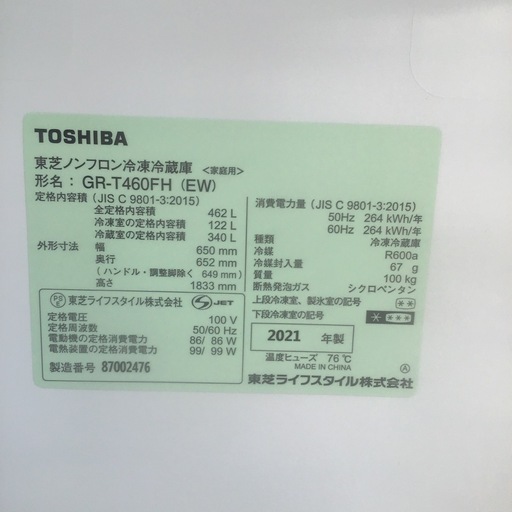 TOSHIBA
東芝ノンフロン冷凍冷蔵庫 <家庭用>
形名: GR-T460FH (EW)
定格内容積 (JIS C 9801-3:2015)
全定格内容積 462 L
冷凍室の定格内容積 122 L
冷蔵室の定格内容積 340 L
外形寸法 幅 650 mm
奥行 652 mm
(ハンドル・調整脚除く 649 mm)
高さ 1833 mm
消費電力量 (JIS C 9801-3:2015)
50Hz 264 kWh/年
60Hz 264 kWh/年
種類 冷凍冷蔵庫
冷媒 R600a
冷媒封入量 67 g
質量 100 kg
断熱発泡ガス シクロペンタン
上段冷凍室、製氷室の記号 **
下段冷凍室の記号 * ***
PS E 東芝ライフスタイル株式会社 S-JET
定格電圧 100 V
定格周波数 50/60 Hz
電動機の定格消費電力 86/ 86 W
電熱装置の定格消費電力 99/ 99 W
製造番号 87002476
2021 年製
温度ヒューズ 76℃
MADE IN CHINA
A
東芝ライフスタイル株式会社